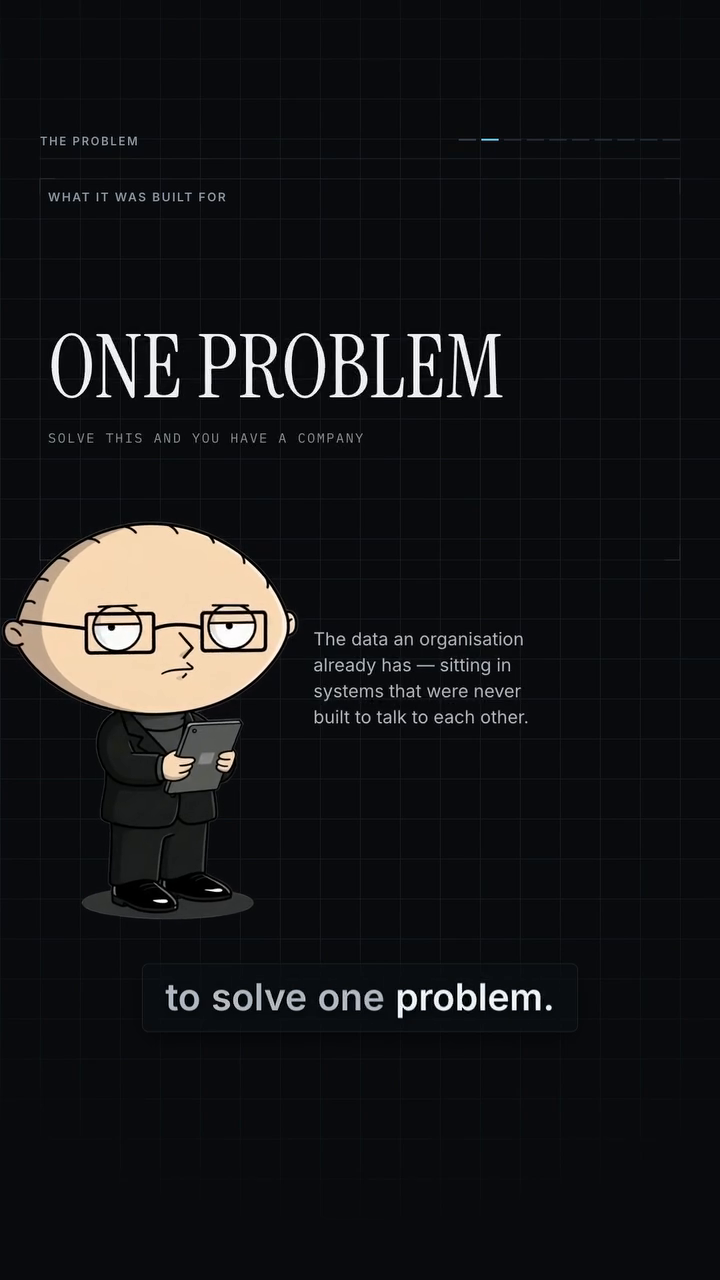 THE PROBLEM
WHAT IT WAS BUILT FOR
ONE PROBLEM
SOLVE THIS AND YOU HAVE A COMPANY
The data an organisation
already has — sitting in
systems that were never
built to talk to each other.
to solve one problem.